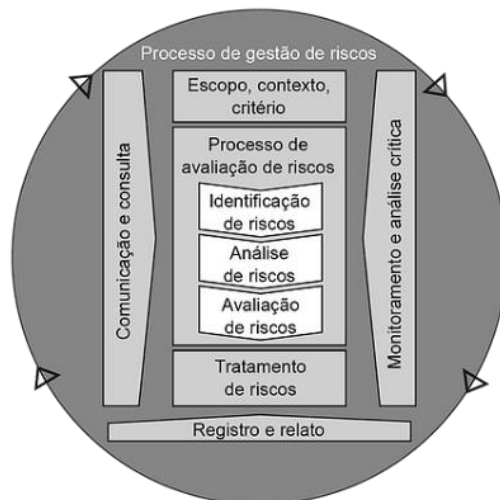 Processo de gestão de riscos
Escopo, contexto,
critério
Processo de
avaliação de riscos
Identificação
de riscos
Análise
de riscos
Avaliação
de riscos
Tratamento
de riscos
Comunicação e consulta
Monitoramento e análise crítica
Registro e relato